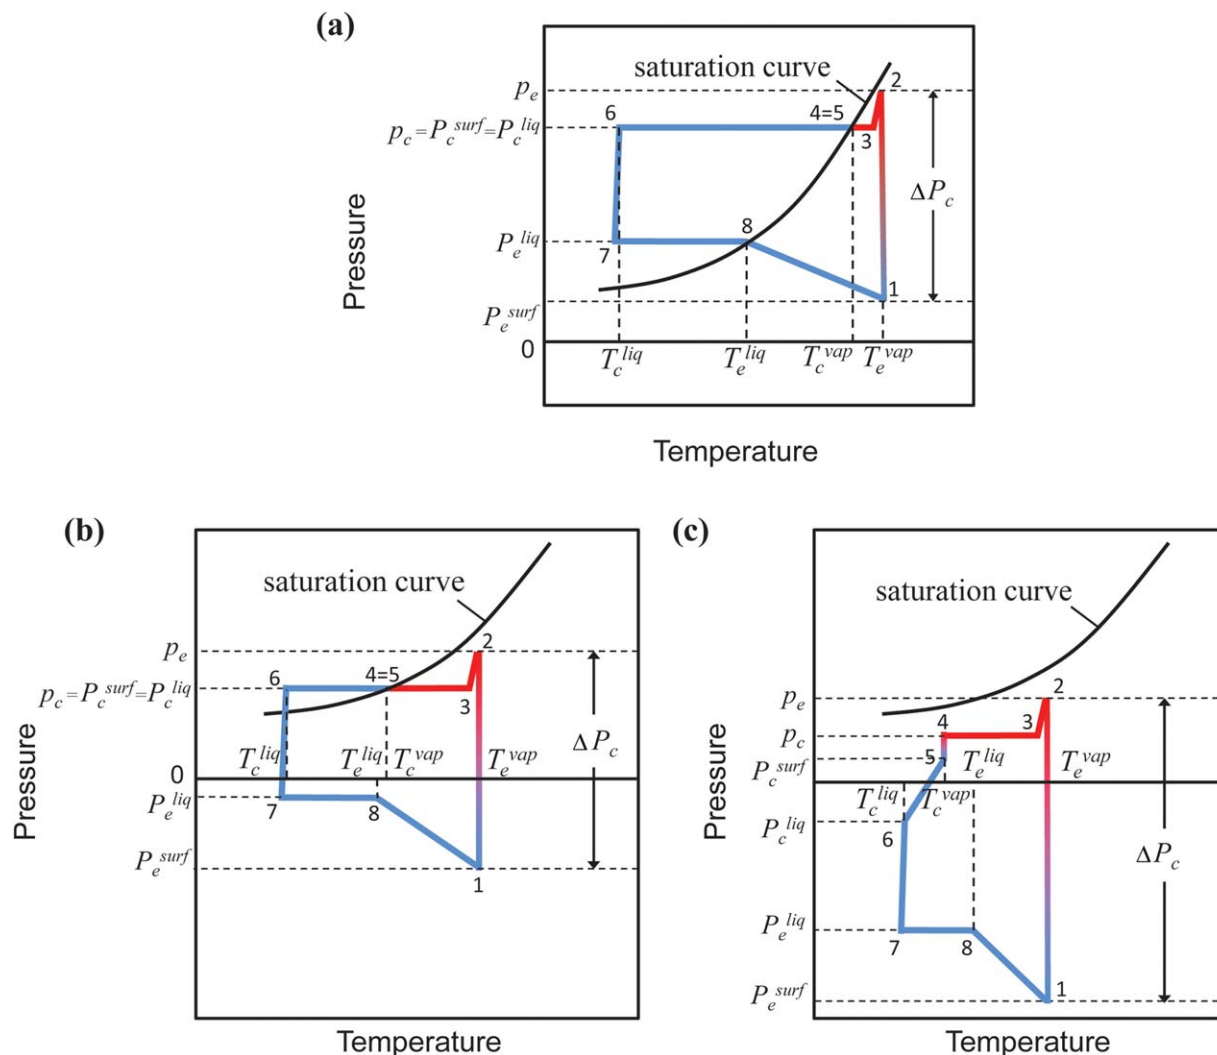 (a)
saturation curve
2
p_e
6
4=5
p_c = P_c^surf = P_c^liq
3
ΔP_c
Pressure
8
P_e^liq
7
1
P_e^surf
0
T_c^liq T_e^liq T_c^vap T_e^vap
Temperature
(b)
saturation curve
p_e
2
6
4=5
p_c = P_c^surf = P_c^liq
3
ΔP_c
T_c^liq T_e^liq T_c^vap T_e^vap
0
P_e^liq
7
8
P_e^surf
1
Pressure
Temperature
(c)
saturation curve
p_e
2
4
3
p_c
5
T_e^liq
T_e^vap
P_c^surf
T_c^liq T_c^vap
P_c^liq
6
ΔP_c
P_e^liq
7
8
1
P_e^surf
Pressure
Temperature